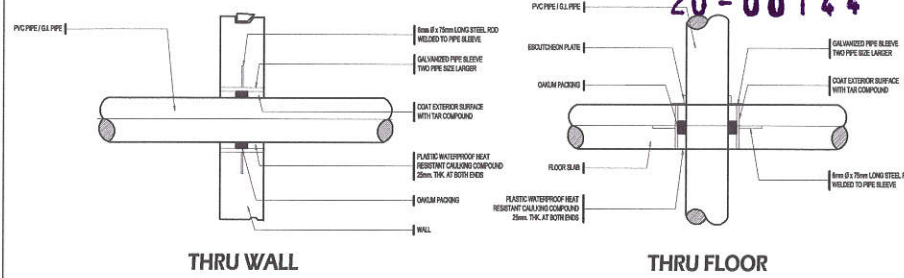 PVC PIPE / G.I. PIPE
6mm Ø x 75mm LONG STEEL ROD
WELDED TO PIPE SLEEVE
GALVANIZED PIPE SLEEVE
TWO PIPE SIZE LARGER
COAT EXTERIOR SURFACE
WITH TAR COMPOUND
PLASTIC WATERPROOF HEAT
RESISTANT CAULKING COMPOUND
25mm. THK. AT BOTH ENDS
OAKUM PACKING
WALL
THRU WALL
20-00144
PVC PIPE / G.I. PIPE
ESCUTCHEON PLATE
OAKUM PACKING
FLOOR SLAB
PLASTIC WATERPROOF HEAT
RESISTANT CAULKING COMPOUND
25mm. THK. AT BOTH ENDS
GALVANIZED PIPE SLEEVE
TWO PIPE SIZE LARGER
COAT EXTERIOR SURFACE
WITH TAR COMPOUND
6mm Ø x 75mm LONG STEEL
WELDED TO PIPE SLEEVE
THRU FLOOR